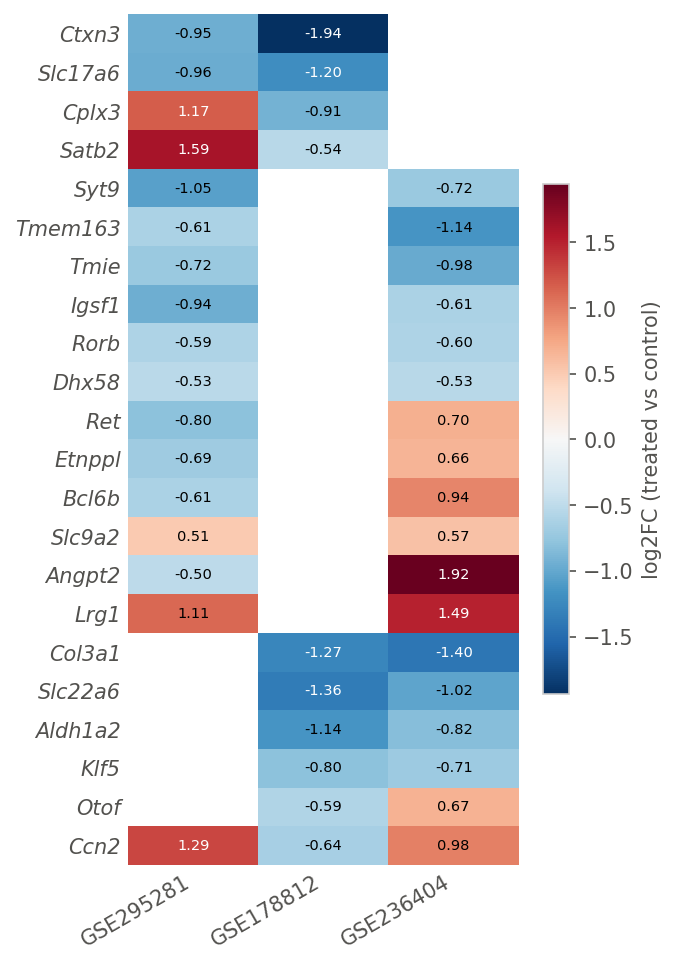 Ctxn3 -0.95 -1.94
Slc17a6 -0.96 -1.20
Cplx3 1.17 -0.91
Satb2 1.59 -0.54
Syt9 -1.05 -0.72
Tmem163 -0.61 -1.14
Tmie -0.72 -0.98
Igsf1 -0.94 -0.61
Rorb -0.59 -0.60
Dhx58 -0.53 -0.53
Ret -0.80 0.70
Etnppl -0.69 0.66
Bcl6b -0.61 0.94
Slc9a2 0.51 0.57
Angpt2 -0.50 1.92
Lrg1 1.11 1.49
Col3a1 -1.27 -1.40
Slc22a6 -1.36 -1.02
Aldh1a2 -1.14 -0.82
Klf5 -0.80 -0.71
Otof -0.59 0.67
Ccn2 1.29 -0.64 0.98
GSE295281 GSE178812 GSE236404
1.5
1.0
0.5
0.0
−0.5
−1.0
−1.5
log2FC (treated vs control)